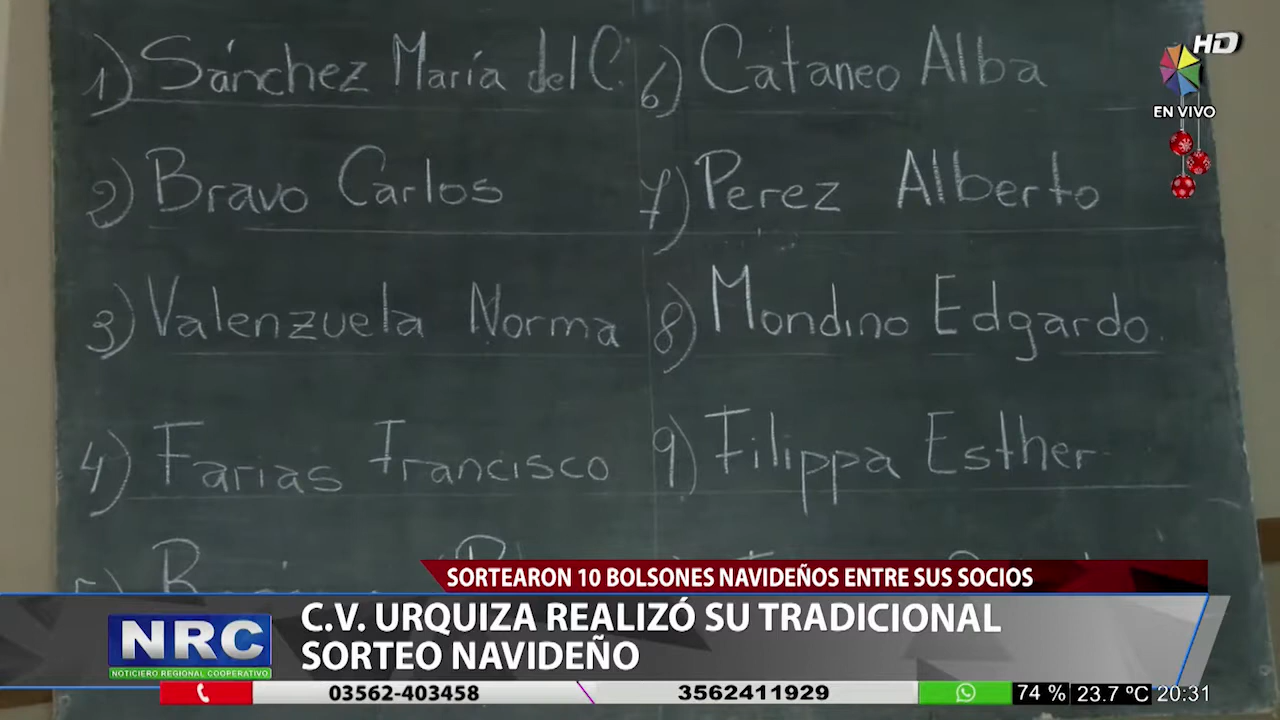 1) Sánchez María del C.
2) Bravo Carlos
3) Valenzuela Norma
4) Farias Francisco
5)
6) Cataneo Alba
7) Perez Alberto
8) Mondino Edgardo.
9) Filippa Esther
HD
EN VIVO
SORTEARON 10 BOLSONES NAVIDEÑOS ENTRE SUS SOCIOS
C.V. URQUIZA REALIZÓ SU TRADICIONAL
SORTEO NAVIDEÑO
NRC
NOTICIERO REGIONAL COOPERATIVO
03562-403458 3562411929 74 % 23.7 ºC 20:31